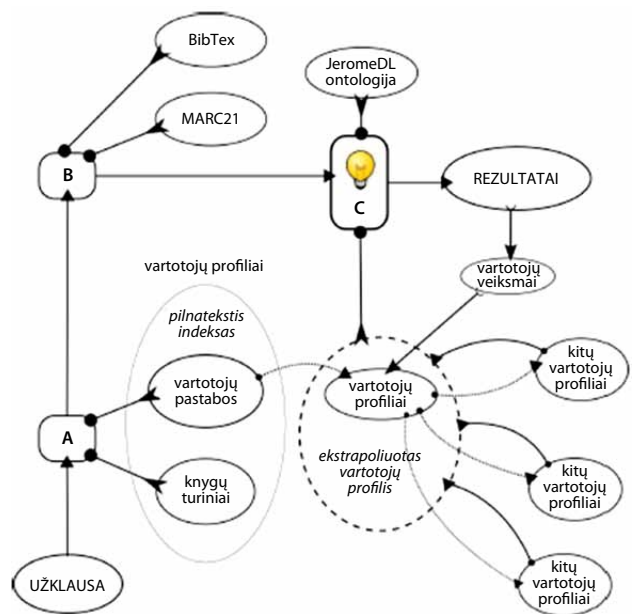 BibTex
JeromeDL
ontologija
MARC21
B
C
REZULTATAI
vartotojų profiliai
vartotojų
veiksmai
pilnatekstis
indeksas
vartotojų
pastabos
vartotojų
profiliai
kitų
vartotojų
profiliai
A
ekstrapoliuotas
vartotojų
profilis
knygų
turiniai
kitų
vartotojų
profiliai
UŽKLAUSA
kitų
vartotojų
profiliai